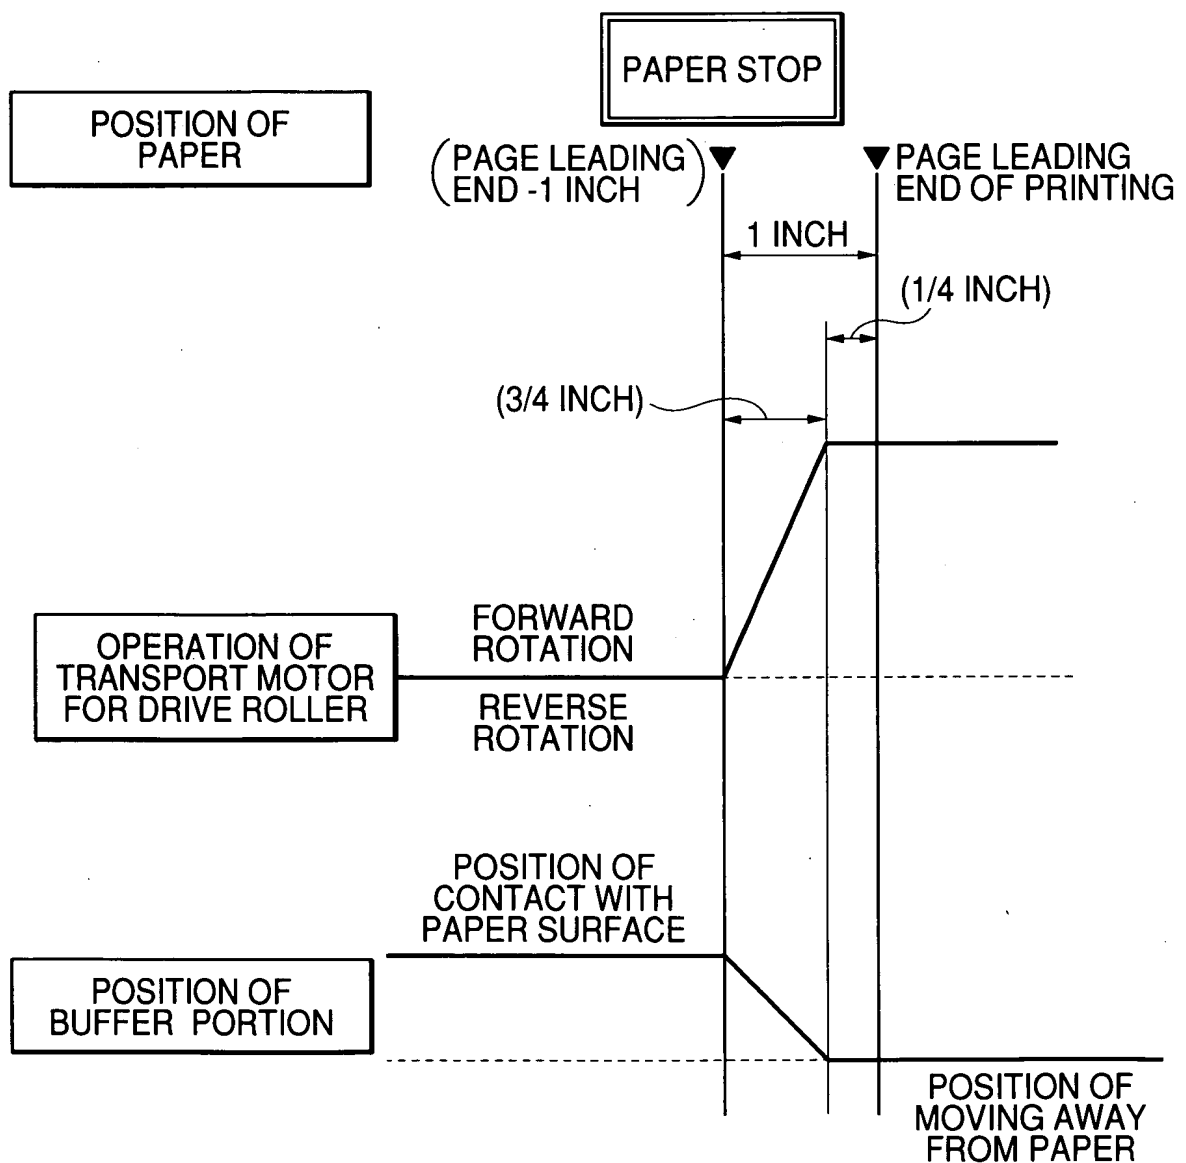 PAPER STOP
POSITION OF
PAPER
(PAGE LEADING
END -1 INCH)
PAGE LEADING
END OF PRINTING
1 INCH
(1/4 INCH)
(3/4 INCH)
FORWARD
ROTATION
OPERATION OF
TRANSPORT MOTOR
FOR DRIVE ROLLER
REVERSE
ROTATION
POSITION OF
CONTACT WITH
PAPER SURFACE
POSITION OF
BUFFER PORTION
POSITION OF
MOVING AWAY
FROM PAPER